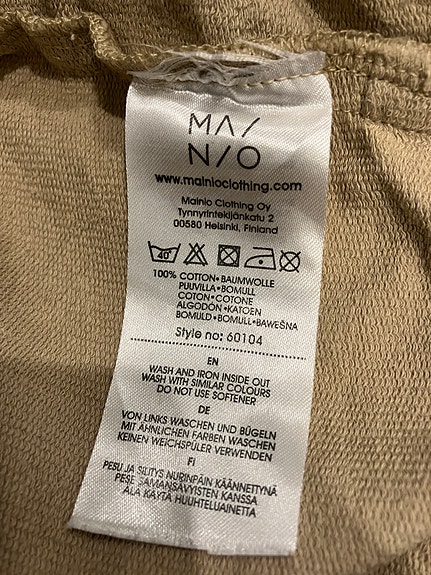 MA/
N/O
www.mainioclothing.com
Mainio Clothing Oy
Tynnyrintekijänkatu 2
00580 Helsinki, Finland
40°
100% COTTON•BAUMWOLLE
PUUVILLA•BOMULL
COTON•COTONE
ALGODÓN•KATOEN
BOMULD•BOMULL•BAWEŠNA
Style no: 60104
EN
WASH AND IRON INSIDE OUT
WASH WITH SIMILAR COLOURS
DO NOT USE SOFTENER
DE
VON LINKS WASCHEN UND BÜGELN
MIT ÄHNLICHEN FARBEN WASCHEN
KEINEN WEICHSPÜLER VERWENDEN
FI
PESU JA SILITYS NURINPÄIN KÄÄNNETTYNÄ
PESE SAMANSÄVYISTEN KANSSA
ÄLÄ KÄYTÄ HUUHTELUAINETTA